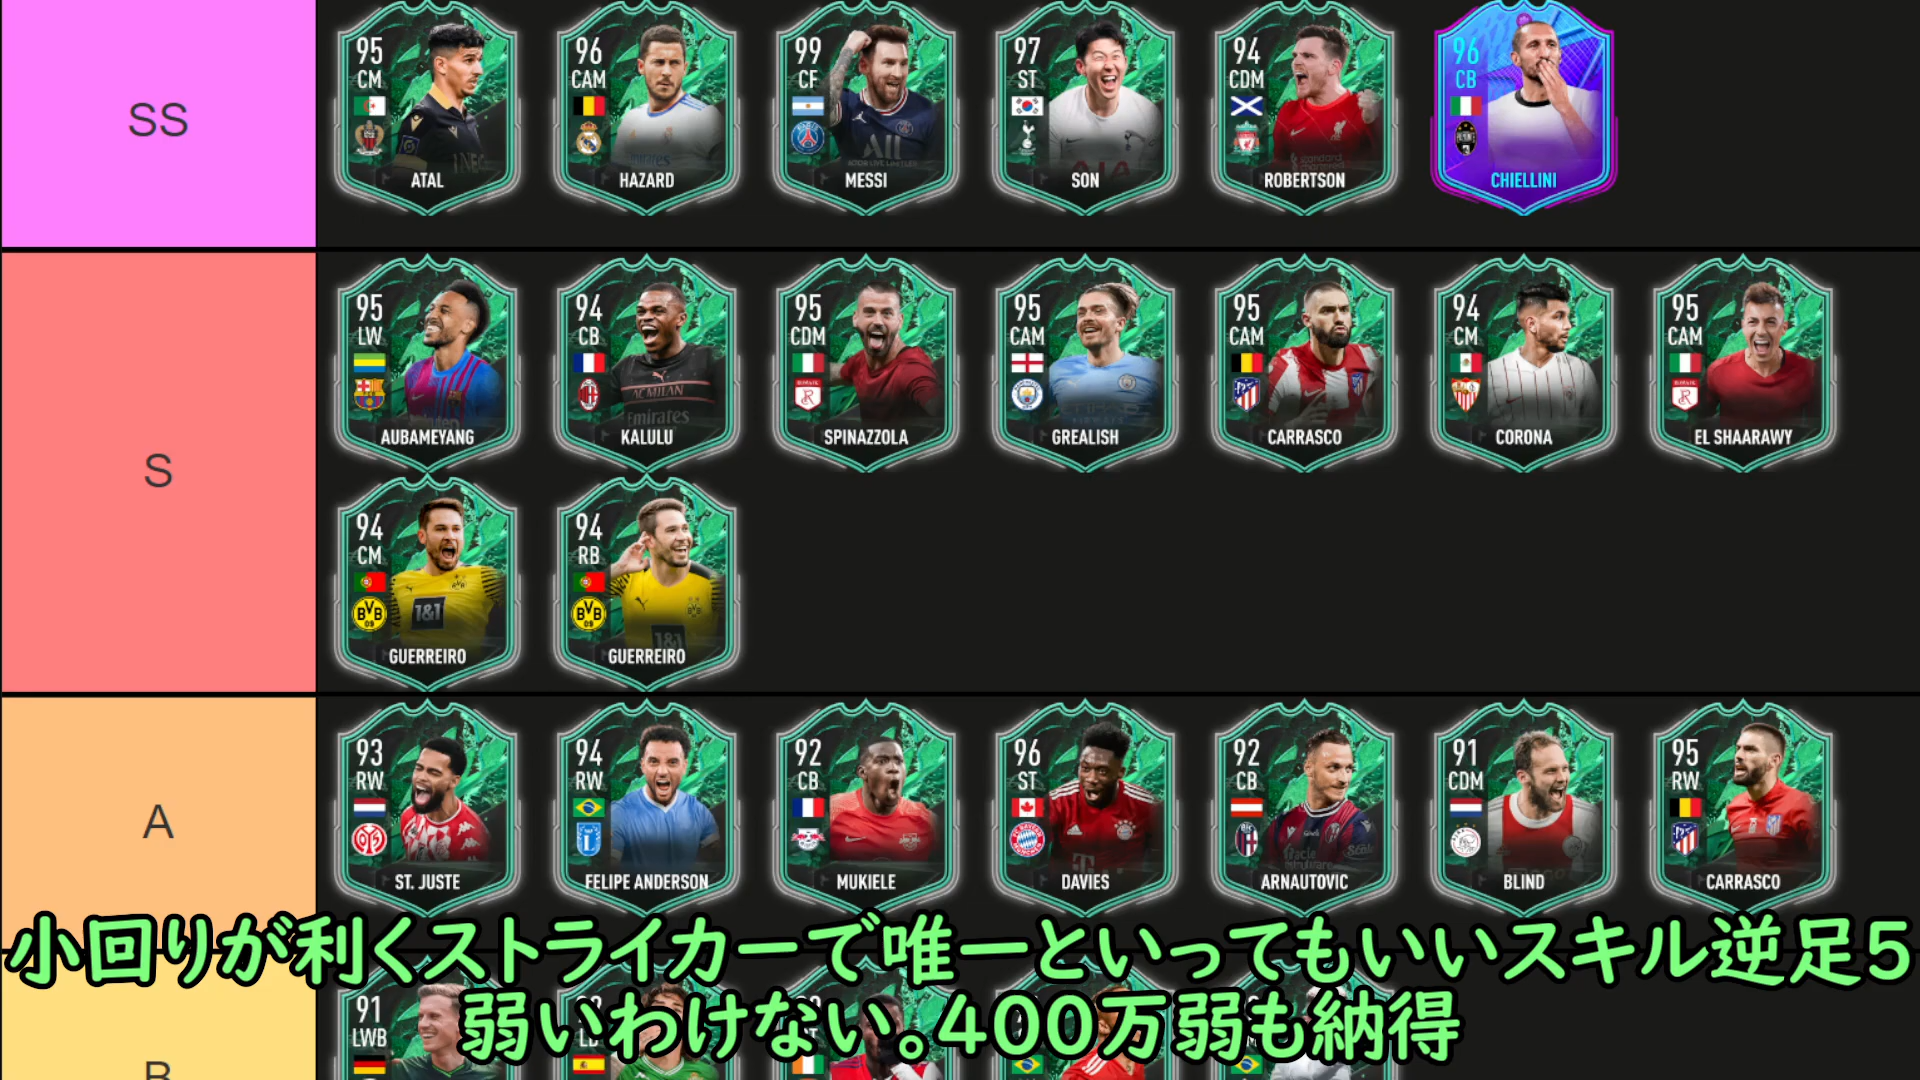 SS
95 CM ATAL
96 CAM HAZARD
99 CF MESSI
97 ST SON
94 CDM ROBERTSON
96 CB CHIELLINI
S
95 LW AUBAMEYANG
94 CB KALULU
95 CDM SPINAZZOLA
95 CAM GREALISH
95 CAM CARRASCO
94 CM CORONA
95 CAM EL SHAARAWY
94 CM GUERREIRO
94 RB GUERREIRO
A
93 RW ST. JUSTE
94 RW FELIPE ANDERSON
92 CB MUKIELE
96 ST DAVIES
92 CB ARNAUTOVIC
91 CDM BLIND
95 RW CARRASCO
小回りが利くストライカーで唯一といってもいいスキル逆足5
弱いわけない。400万弱も納得
B
91 LWB